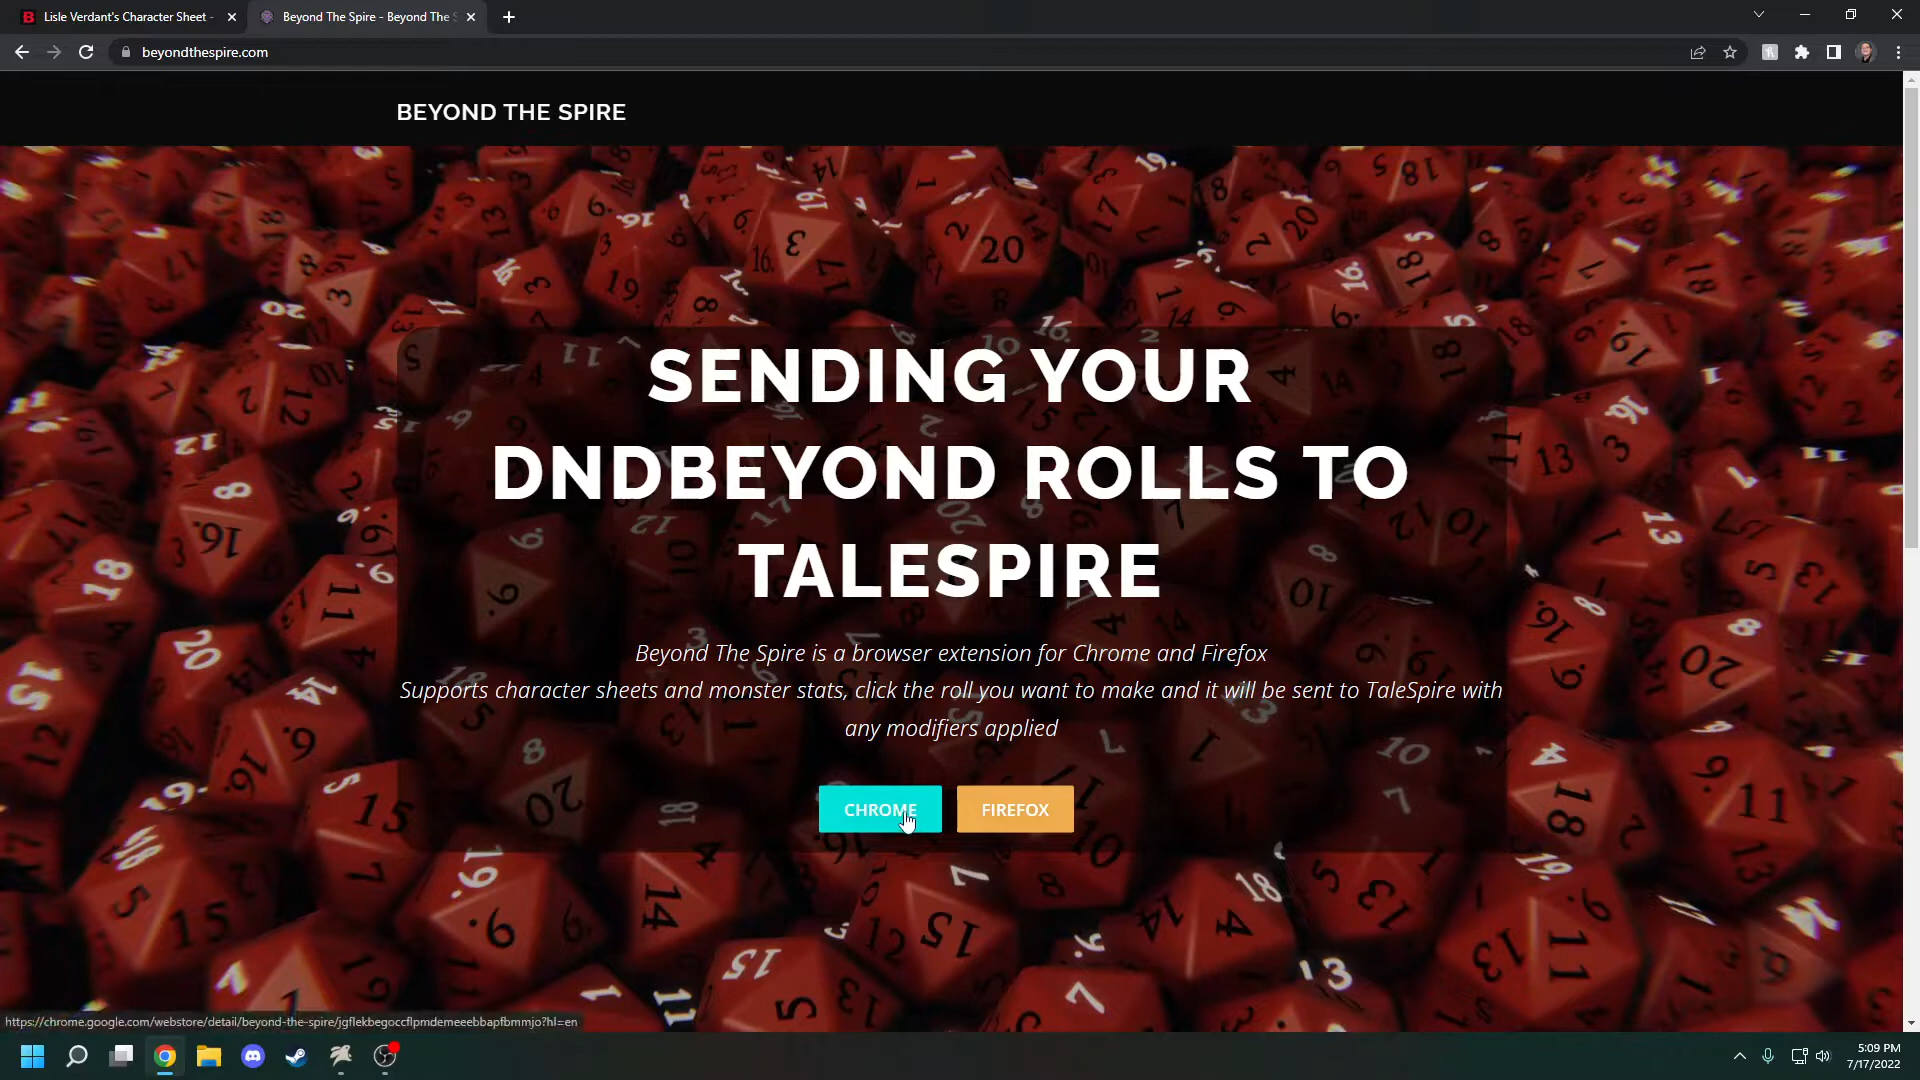 Lisle Verdant's Character Sheet -
Beyond The Spire - Beyond The S
beyondthespire.com
BEYOND THE SPIRE
SENDING YOUR
DNDBEYOND ROLLS TO
TALESPIRE
Beyond The Spire is a browser extension for Chrome and Firefox
Supports character sheets and monster stats, click the roll you want to make and it will be sent to TaleSpire with
any modifiers applied
CHROME
FIREFOX
https://chrome.google.com/webstore/detail/beyond-the-spire/jgflekbegoccflpmdemeeebbapfbmmjo?hl=en
5:09 PM
7/17/2022